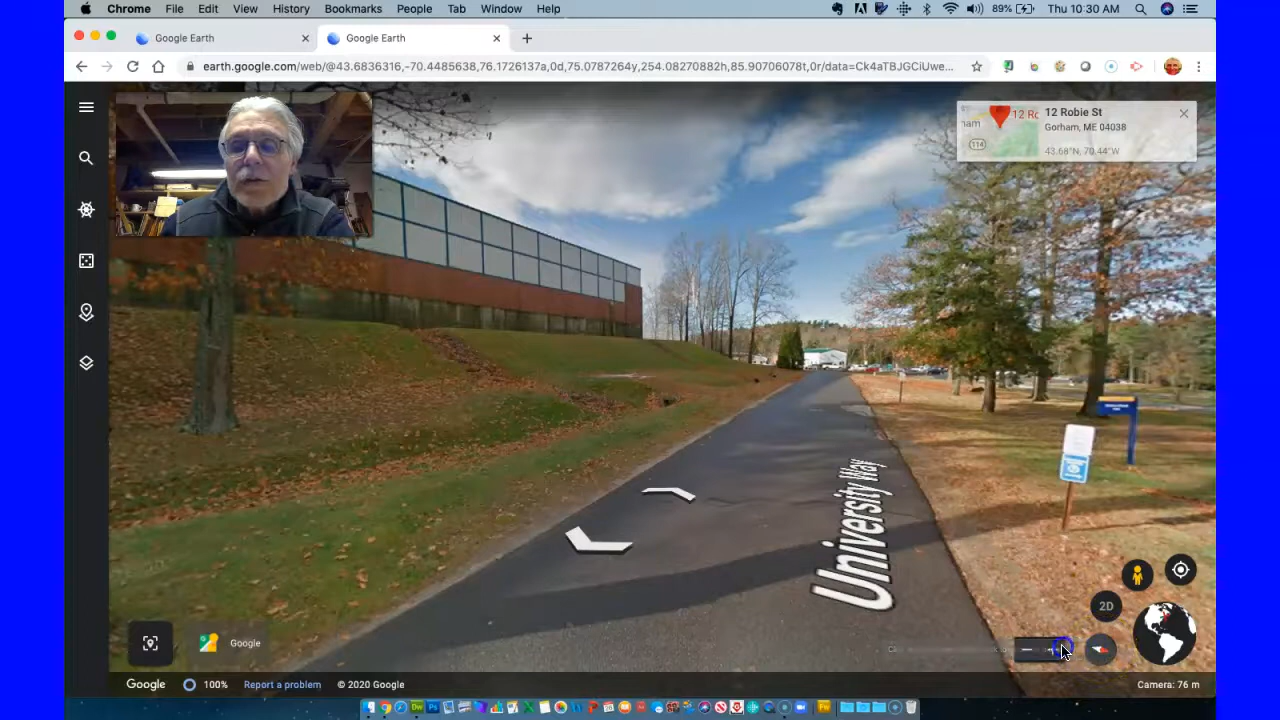 Chrome File Edit View History Bookmarks People Tab Window Help 89% Thu 10:30 AM
Google Earth Google Earth
earth.google.com/web/@43.6836316,-70.4485638,76.1726137a,0d,75.0787264y,254.08270882h,85.90706078t,0r/data=Ck4aTBJGCiUwe...
12 Robie St
Gorham, ME 04038
43.68°N, 70.44°W
114
University Way
2D
Google
Google 100% Report a problem © 2020 Google Camera: 76 m